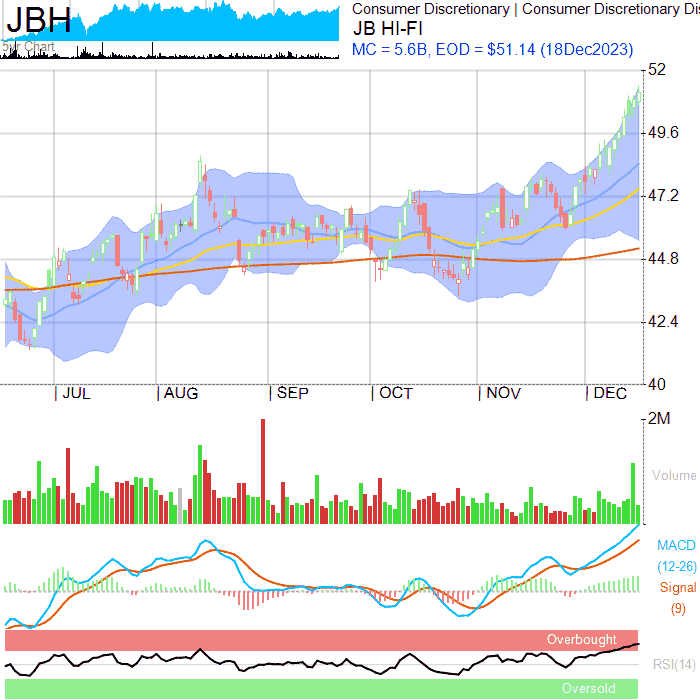 JBH
5yr Chart
Consumer Discretionary | Consumer Discretionary Dis
JB HI-FI
MC = 5.6B, EOD = $51.14 (18Dec2023)
52
49.6
47.2
44.8
42.4
40
| JUL | AUG | SEP | OCT | NOV | DEC
2M
Volume
MACD
(12-26)
Signal
(9)
Overbought
RSI(14)
Oversold